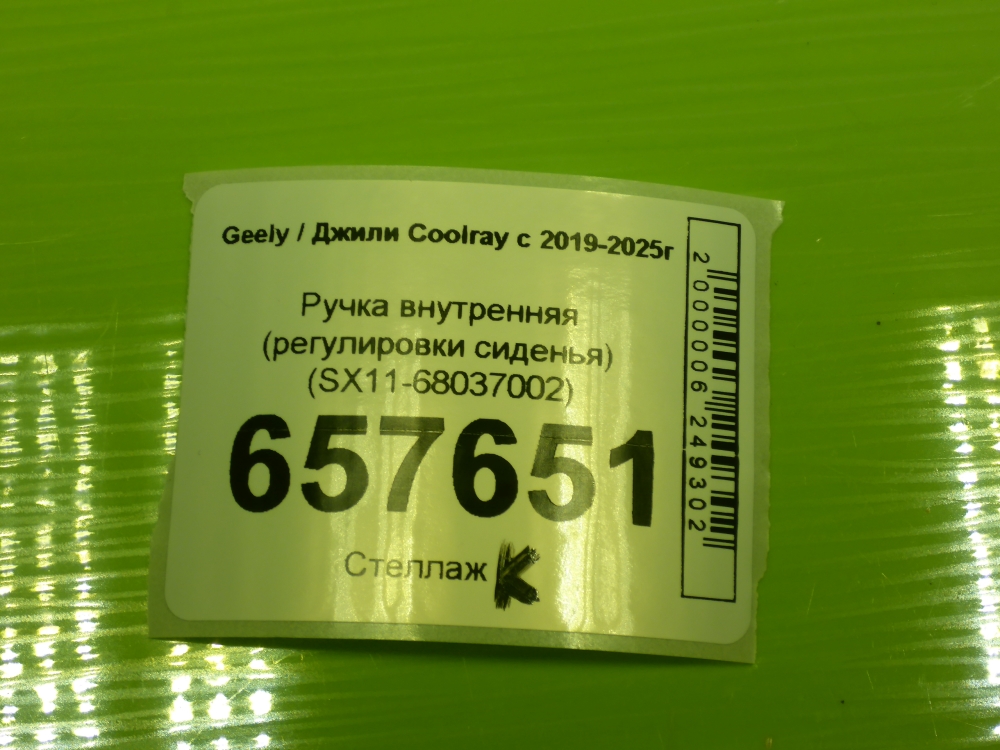 Geely / Джили Coolray с 2019-2025г
Ручка внутренняя
(регулировки сиденья)
(SX11-68037002)
657651
Стеллаж К
2000006249302